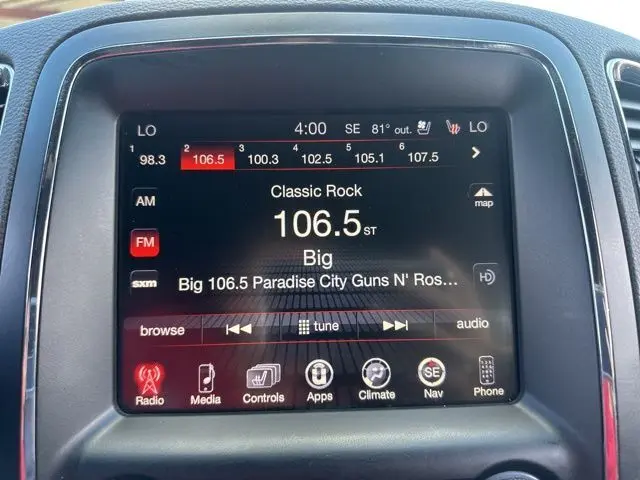 LO 4:00 SE 81° out. LO
1 98.3 2 106.5 3 100.3 4 102.5 5 105.1 6 107.5
AM
Classic Rock
map
106.5 ST
FM
Big
sxm
Big 106.5 Paradise City Guns N' Ros...
HD
browse tune audio
Radio Media Controls Apps Climate Nav Phone
SE